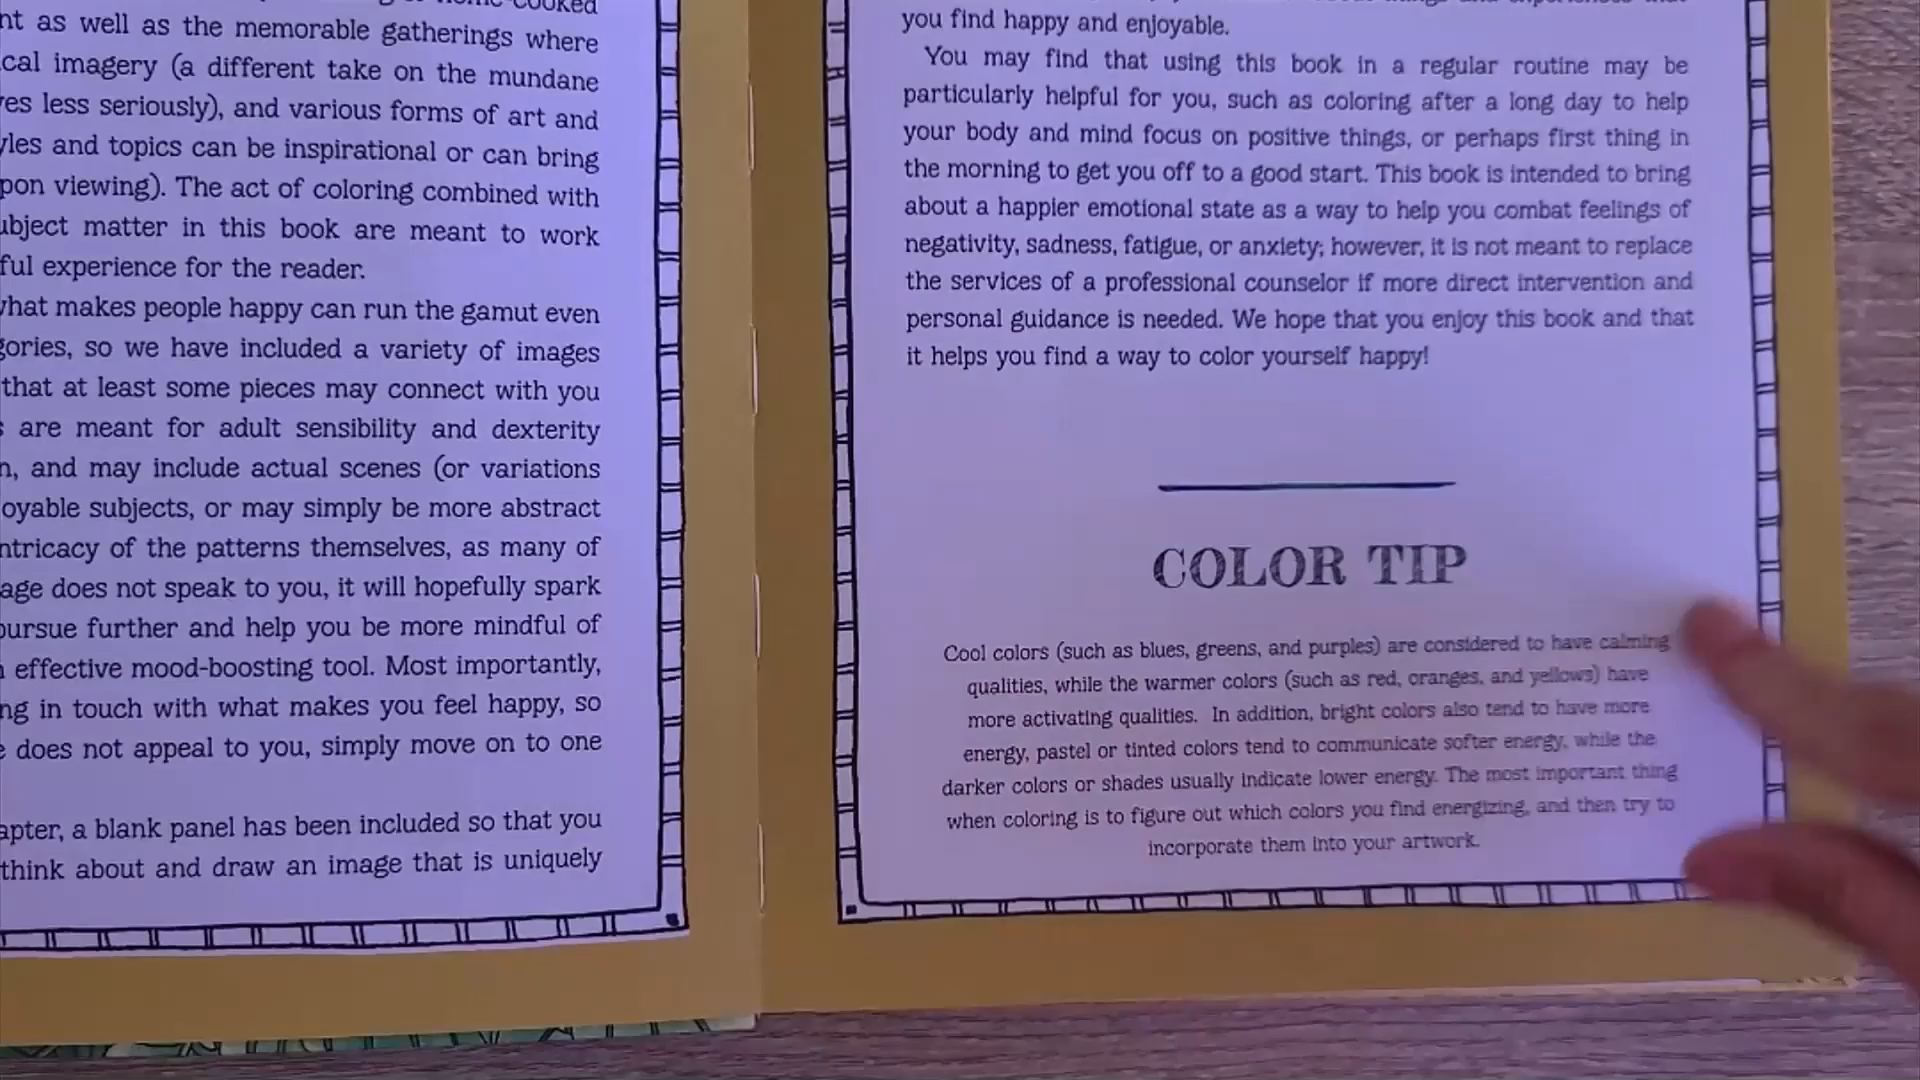 cooked
nt as well as the memorable gatherings where
cal imagery (a different take on the mundane
ves less seriously), and various forms of art and
yles and topics can be inspirational or can bring
pon viewing). The act of coloring combined with
ubject matter in this book are meant to work
ful experience for the reader.
what makes people happy can run the gamut even
gories, so we have included a variety of images
that at least some pieces may connect with you
s are meant for adult sensibility and dexterity
n, and may include actual scenes (or variations
oyable subjects, or may simply be more abstract
ntricacy of the patterns themselves, as many of
age does not speak to you, it will hopefully spark
pursue further and help you be more mindful of
effective mood-boosting tool. Most importantly,
ng in touch with what makes you feel happy, so
e does not appeal to you, simply move on to one
apter, a blank panel has been included so that you
think about and draw an image that is uniquely
you find happy and enjoyable.
You may find that using this book in a regular routine may be
particularly helpful for you, such as coloring after a long day to help
your body and mind focus on positive things, or perhaps first thing in
the morning to get you off to a good start. This book is intended to bring
about a happier emotional state as a way to help you combat feelings of
negativity, sadness, fatigue, or anxiety; however, it is not meant to replace
the services of a professional counselor if more direct intervention and
personal guidance is needed. We hope that you enjoy this book and that
it helps you find a way to color yourself happy!
COLOR TIP
Cool colors (such as blues, greens, and purples) are considered to have calming
qualities, while the warmer colors (such as red, oranges, and yellows) have
more activating qualities. In addition, bright colors also tend to have more
energy, pastel or tinted colors tend to communicate softer energy, while the
darker colors or shades usually indicate lower energy. The most important thing
when coloring is to figure out which colors you find energizing, and then try to
incorporate them into your artwork.